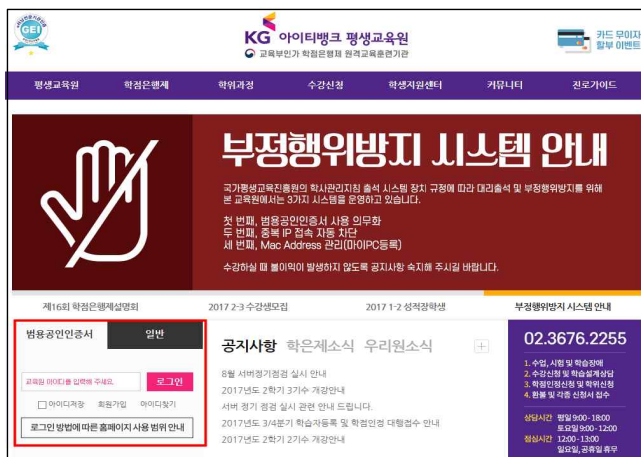 GEI
KG 아이티뱅크 평생교육원
교육부인가 학점은행제 원격교육훈련기관
카드 무이자
할부 이벤트
평생교육원 학점은행제 학위과정 수강신청 학생지원센터 커뮤니티 진로가이드
부정행위방지 시스템 안내
국가평생교육진흥원의 학사관리지침 출석 시스템 장치 규정에 따라 대리출석 및 부정행위방지를 위해
본 교육원에서는 3가지 시스템을 운영하고 있습니다.
첫 번째, 범용공인인증서 사용 의무화
두 번째, 중복 IP 접속 자동 차단
세 번째, Mac Address 관리(마이PC등록)
수강하실 때 불이익이 발생하지 않도록 공지사항 숙지해 주시길 바랍니다.
제16회 학점은행제설명회 2017 2-3 수강생모집 2017 1-2 성적장학생 부정행위방지 시스템 안내
범용공인인증서 일반
교육원 아이디를 입력해 주세요. 로그인
아이디저장 회원가입 아이디찾기
로그인 방법에 따른 홈페이지 사용 범위 안내
공지사항 학은제소식 우리원소식
8월 서버정기점검 실시 안내
2017년도 2학기 3기수 개강안내
서버 정기 점검 실시 관련 안내 드립니다.
2017년도 3/4분기 학습자등록 및 학점인정 대행접수 안내
2017년도 2학기 2기수 개강안내
02.3676.2255
1. 수업, 시험 및 학습장애
2. 수강신청 및 학습설계상담
3. 학점인정신청 및 학위신청
4. 환불 및 각종 신청서 접수
상담시간 평일 9:00 - 18:00
토요일 9:00 - 12:00
점심시간 12:00 - 13:00
일요일, 공휴일 휴무